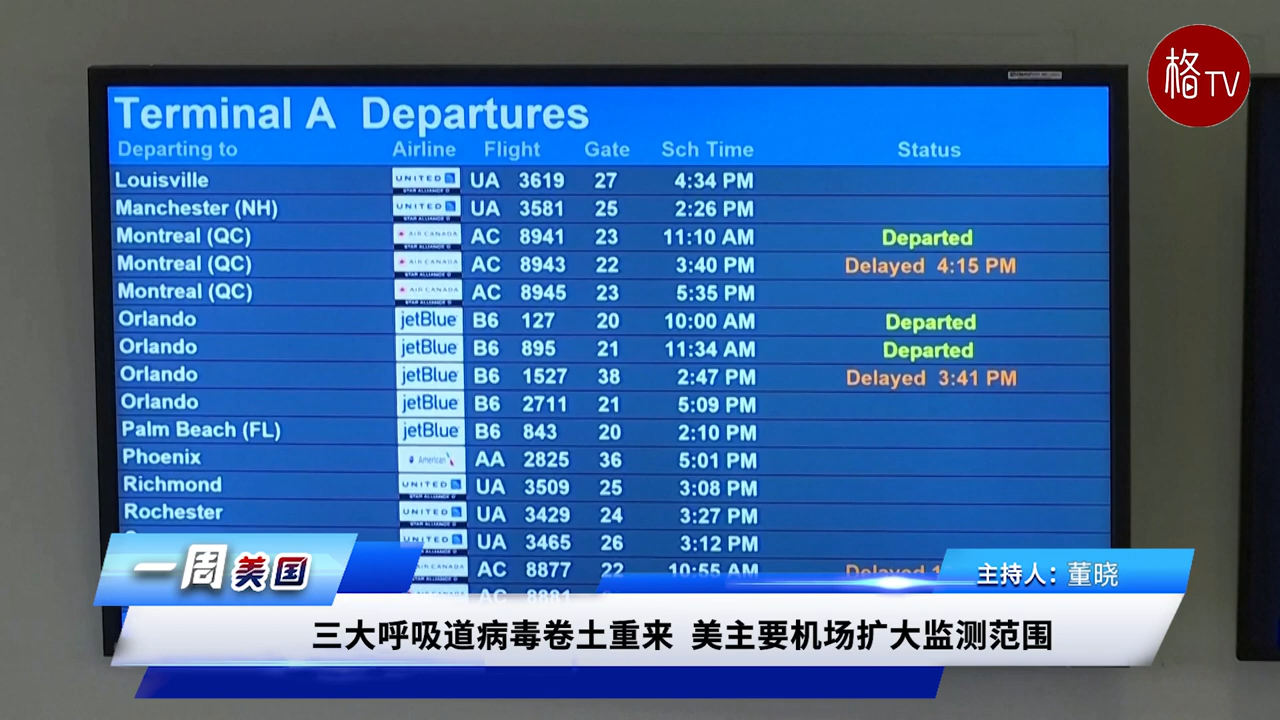 格TV
Terminal A Departures
Departing to Airline Flight Gate Sch Time Status
Louisville UNITED UA 3619 27 4:34 PM
Manchester (NH) UNITED UA 3581 25 2:26 PM
Montreal (QC) AIR CANADA AC 8941 23 11:10 AM Departed
Montreal (QC) AIR CANADA AC 8943 22 3:40 PM Delayed 4:15 PM
Montreal (QC) AIR CANADA AC 8945 23 5:35 PM
Orlando jetBlue B6 127 20 10:00 AM Departed
Orlando jetBlue B6 895 21 11:34 AM Departed
Orlando jetBlue B6 1527 38 2:47 PM Delayed 3:41 PM
Orlando jetBlue B6 2711 21 5:09 PM
Palm Beach (FL) jetBlue B6 843 20 2:10 PM
Phoenix American AA 2825 36 5:01 PM
Richmond UNITED UA 3509 25 3:08 PM
Rochester UNITED UA 3429 24 3:27 PM
UNITED UA 3465 26 3:12 PM
AIR CANADA AC 8877 22 10:55 AM Delayed
AC 8881
一周美国
主持人：董晓
三大呼吸道病毒卷土重来 美主要机场扩大监测范围